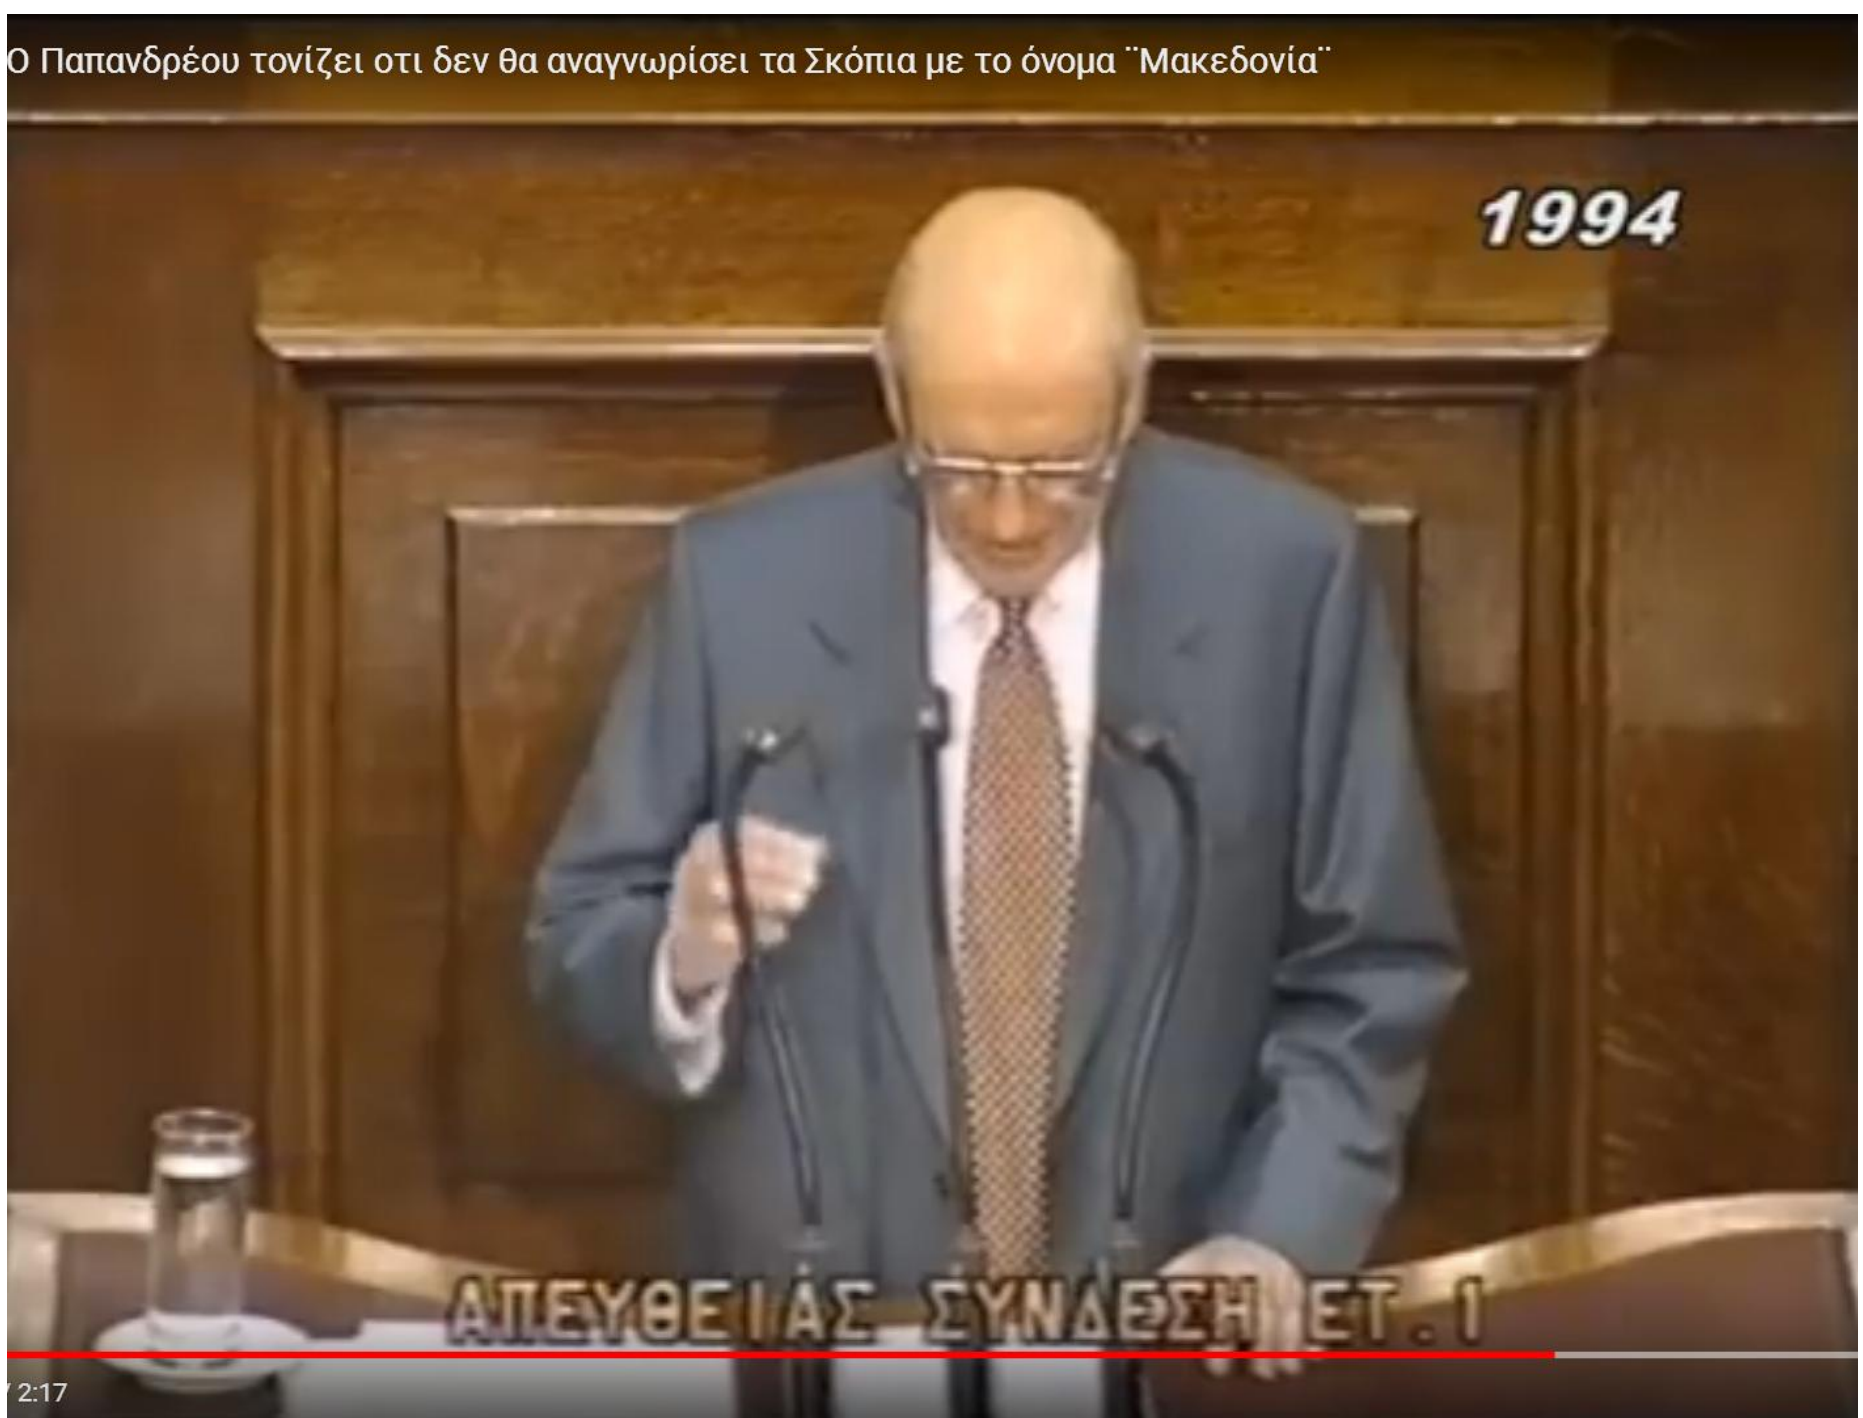 Ο Παπανδρέου τονίζει οτι δεν θα αναγνωρίσει τα Σκόπια με το όνομα ¨Μακεδονία¨
1994
ΑΠΕΥΘΕΙΑΣ ΣΥΝΔΕΣΗ ΕΤ.1
/ 2:17